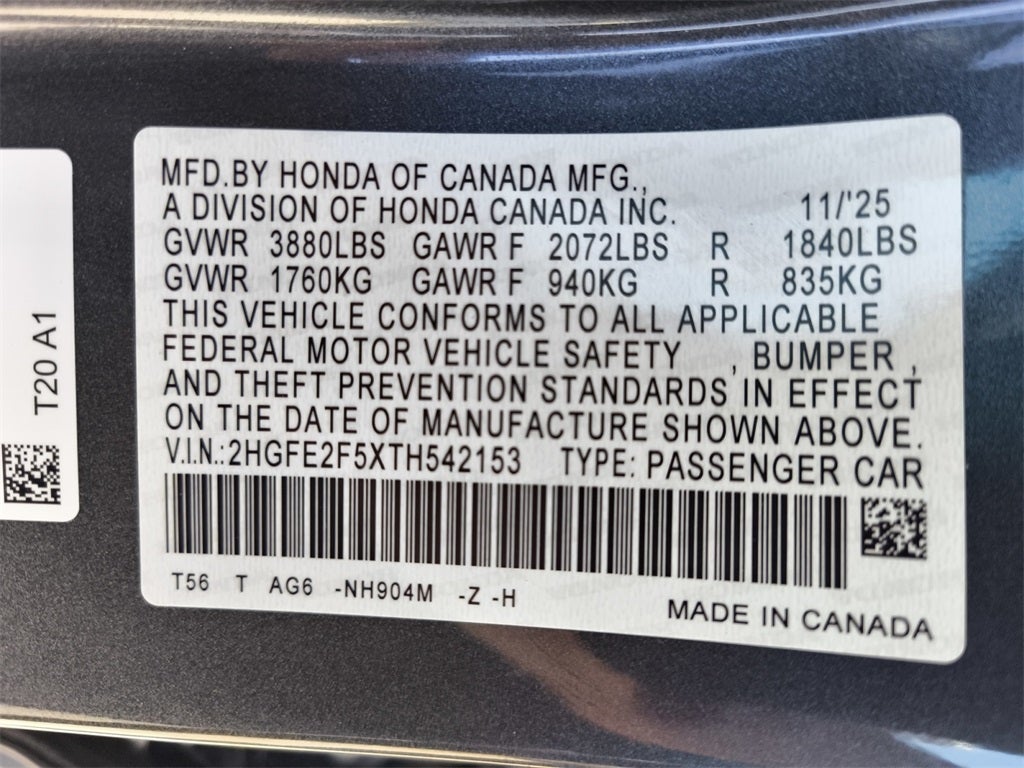 MFD.BY HONDA OF CANADA MFG.,
A DIVISION OF HONDA CANADA INC. 11/'25
GVWR 3880LBS GAWR F 2072LBS R 1840LBS
GVWR 1760KG GAWR F 940KG R 835KG
THIS VEHICLE CONFORMS TO ALL APPLICABLE
FEDERAL MOTOR VEHICLE SAFETY , BUMPER ,
AND THEFT PREVENTION STANDARDS IN EFFECT
ON THE DATE OF MANUFACTURE SHOWN ABOVE.
V.I.N.:2HGFE2F5XTH542153 TYPE: PASSENGER CAR
T56 T AG6 -NH904M -Z -H
MADE IN CANADA
T20 A1